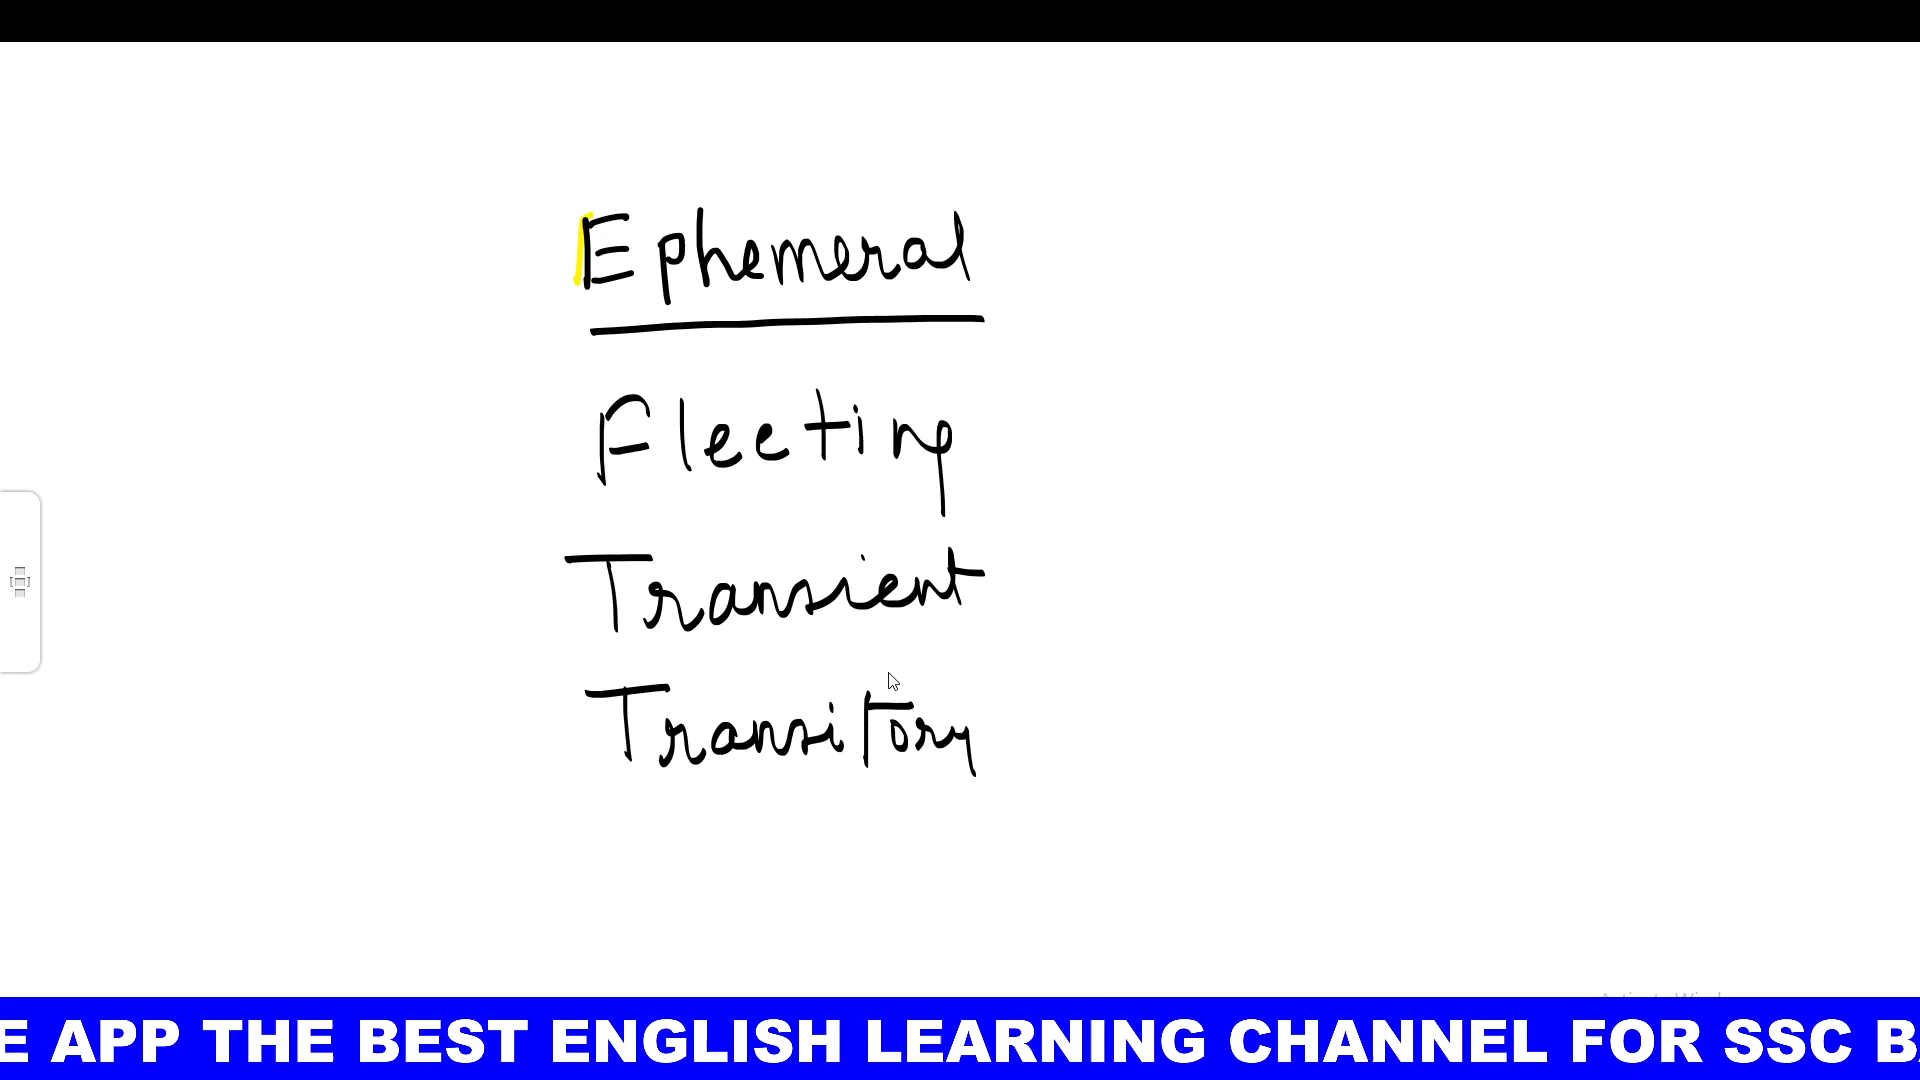 Ephemeral
Fleeting
Transient
Transitory
E APP THE BEST ENGLISH LEARNING CHANNEL FOR SSC B